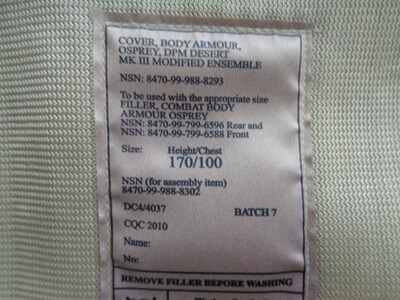 COVER, BODY ARMOUR,
OSPREY, DPM DESERT
MK III MODIFIED ENSEMBLE
NSN: 8470-99-988-8293
To be used with the appropriate size
FILLER, COMBAT BODY
ARMOUR OSPREY
NSN: 8470-99-799-6596 Rear and
NSN: 8470-99-799-6588 Front
Size: Height/Chest
170/100
NSN (for assembly item)
8470-99-988-8302
DC4/4037 BATCH 7
CQC 2010
Name:
No:
REMOVE FILLER BEFORE WASHING